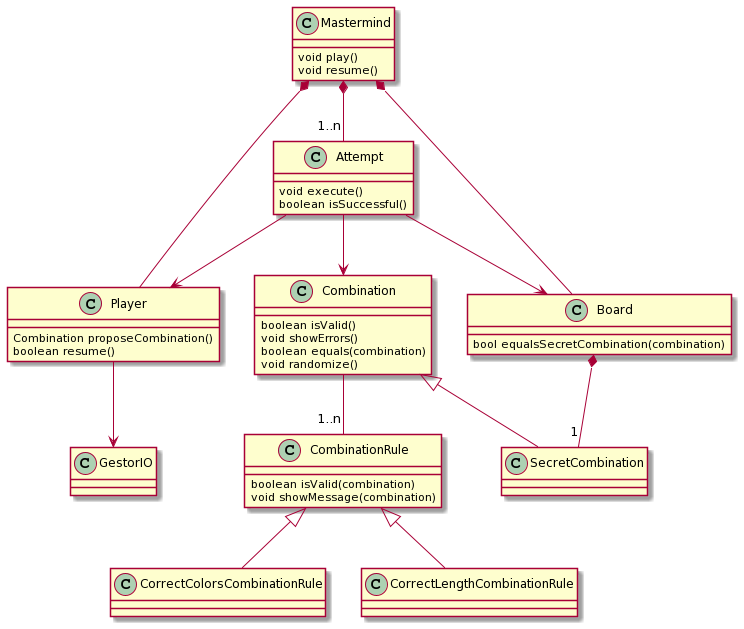 C Mastermind
void play()
void resume()
1..n
C Attempt
void execute()
boolean isSuccessful()
C Player
Combination proposeCombination()
boolean resume()
C Combination
boolean isValid()
void showErrors()
boolean equals(combination)
void randomize()
C Board
bool equalsSecretCombination(combination)
1..n
1
C GestorIO
C CombinationRule
boolean isValid(combination)
void showMessage(combination)
C SecretCombination
C CorrectColorsCombinationRule
C CorrectLengthCombinationRule